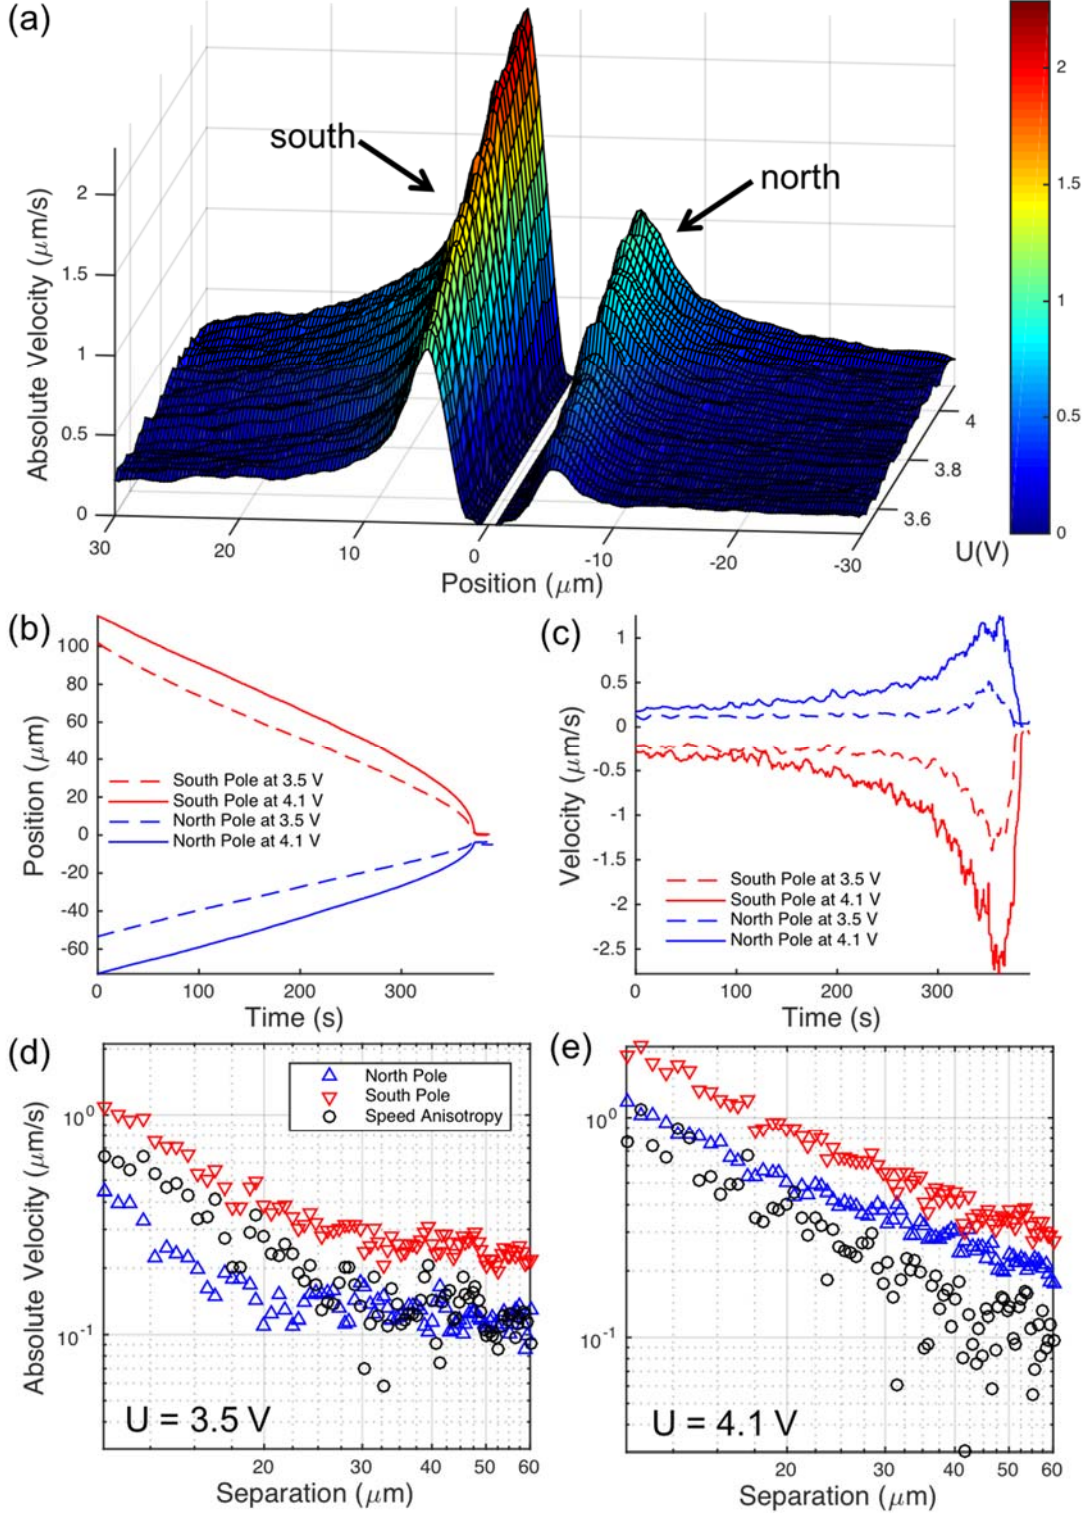 (a)
south
north
Absolute Velocity (μm/s)
2
1.5
1
0.5
0
30
20
10
0
-10
-20
-30
Position (μm)
4
3.8
3.6
U(V)
2
1.5
1
0.5
0
(b)
Position (μm)
100
80
60
40
20
0
-20
-40
-60
South Pole at 3.5 V
South Pole at 4.1 V
North Pole at 3.5 V
North Pole at 4.1 V
0 100 200 300
Time (s)
(c)
Velocity (μm/s)
1
0.5
0
-0.5
-1
-1.5
-2
-2.5
South Pole at 3.5 V
South Pole at 4.1 V
North Pole at 3.5 V
North Pole at 4.1 V
0 100 200 300
Time (s)
(d)
Absolute Velocity (μm/s)
10⁰
10⁻¹
North Pole
South Pole
Speed Anisotropy
U = 3.5 V
20 30 40 50 60
Separation (μm)
(e)
10⁰
10⁻¹
U = 4.1 V
20 30 40 50 60
Separation (μm)